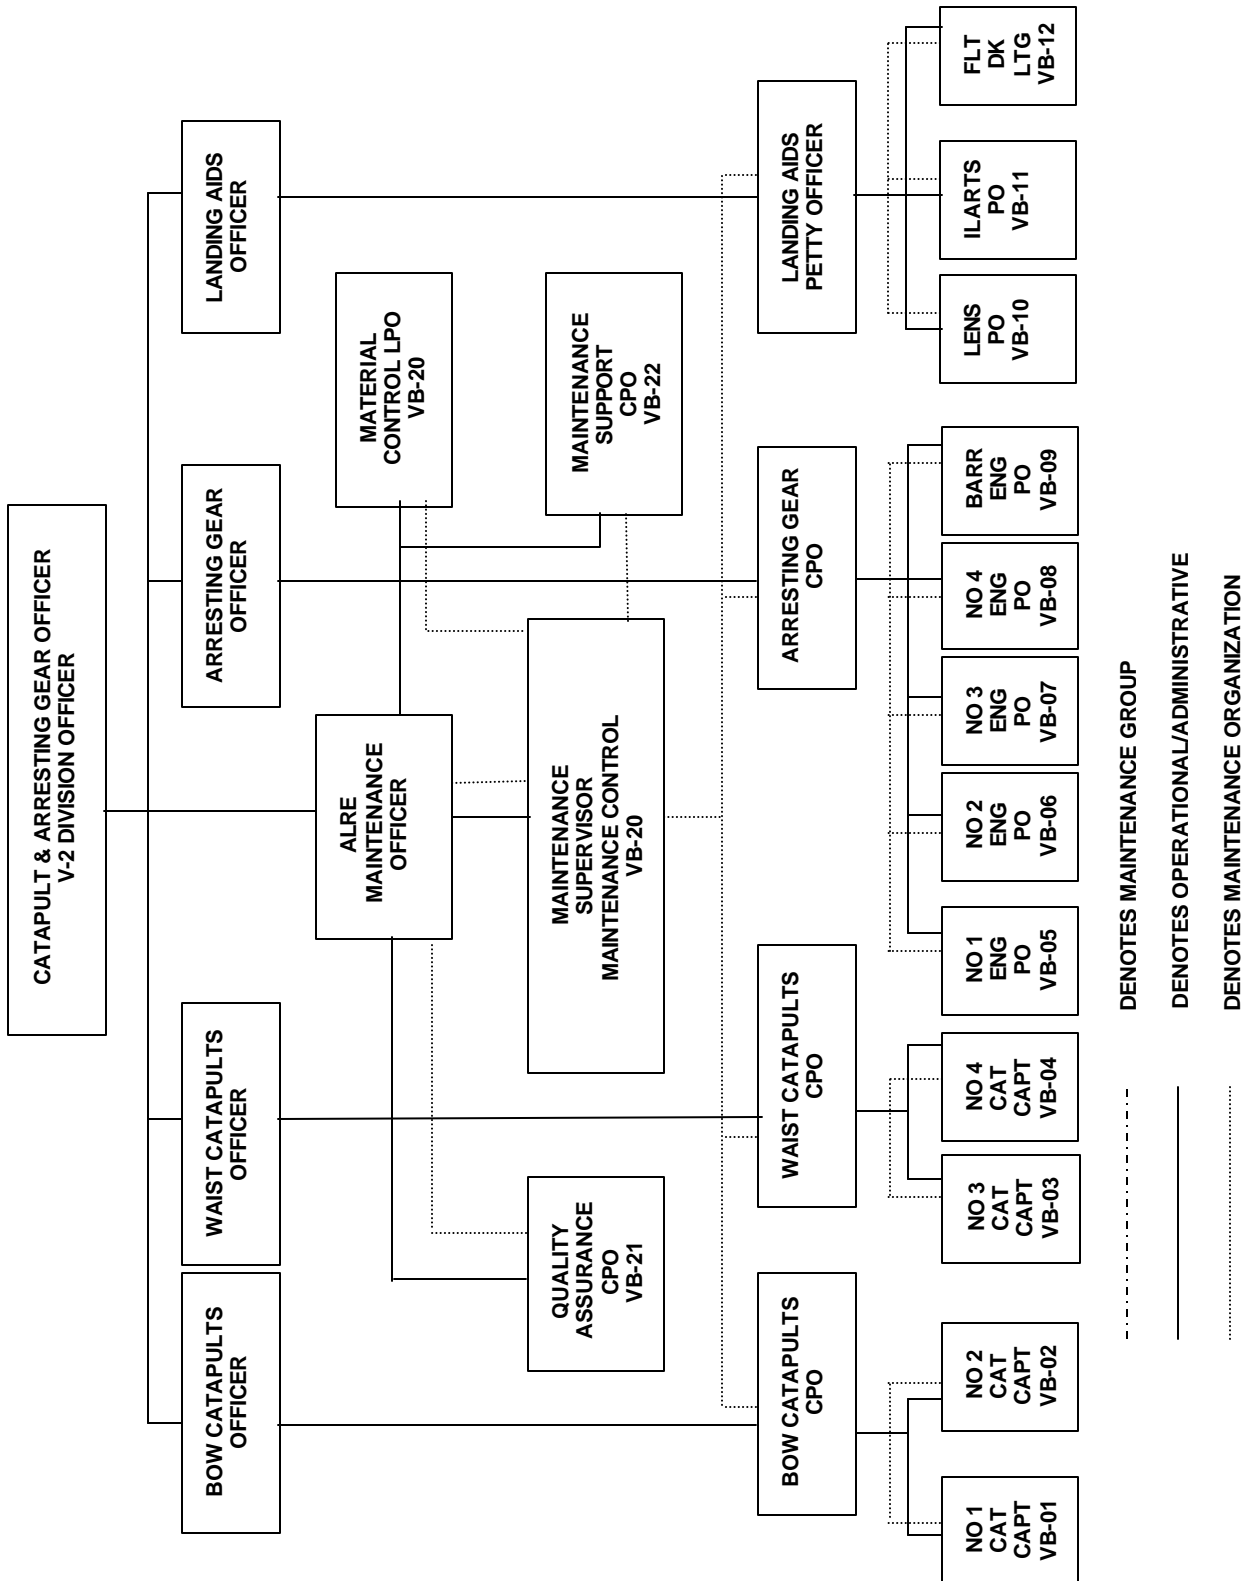 CATAPULT & ARRESTING GEAR OFFICER
V-2 DIVISION OFFICER
BOW CATAPULTS
OFFICER
WAIST CATAPULTS
OFFICER
ARRESTING GEAR
OFFICER
LANDING AIDS
OFFICER
ALRE
MAINTENANCE
OFFICER
MATERIAL
CONTROL LPO
VB-20
QUALITY
ASSURANCE
CPO
VB-21
MAINTENANCE
SUPERVISOR
MAINTENANCE CONTROL
VB-20
MAINTENANCE
SUPPORT
CPO
VB-22
BOW CATAPULTS
CPO
WAIST CATAPULTS
CPO
ARRESTING GEAR
CPO
LANDING AIDS
PETTY OFFICER
NO 1
CAT
CAPT
VB-01
NO 2
CAT
CAPT
VB-02
NO 3
CAT
CAPT
VB-03
NO 4
CAT
CAPT
VB-04
NO 1
ENG
PO
VB-05
NO 2
ENG
PO
VB-06
NO 3
ENG
PO
VB-07
NO 4
ENG
PO
VB-08
BARR
ENG
PO
VB-09
LENS
PO
VB-10
ILARTS
PO
VB-11
FLT
DK
LTG
VB-12
DENOTES MAINTENANCE GROUP
DENOTES OPERATIONAL/ADMINISTRATIVE
DENOTES MAINTENANCE ORGANIZATION